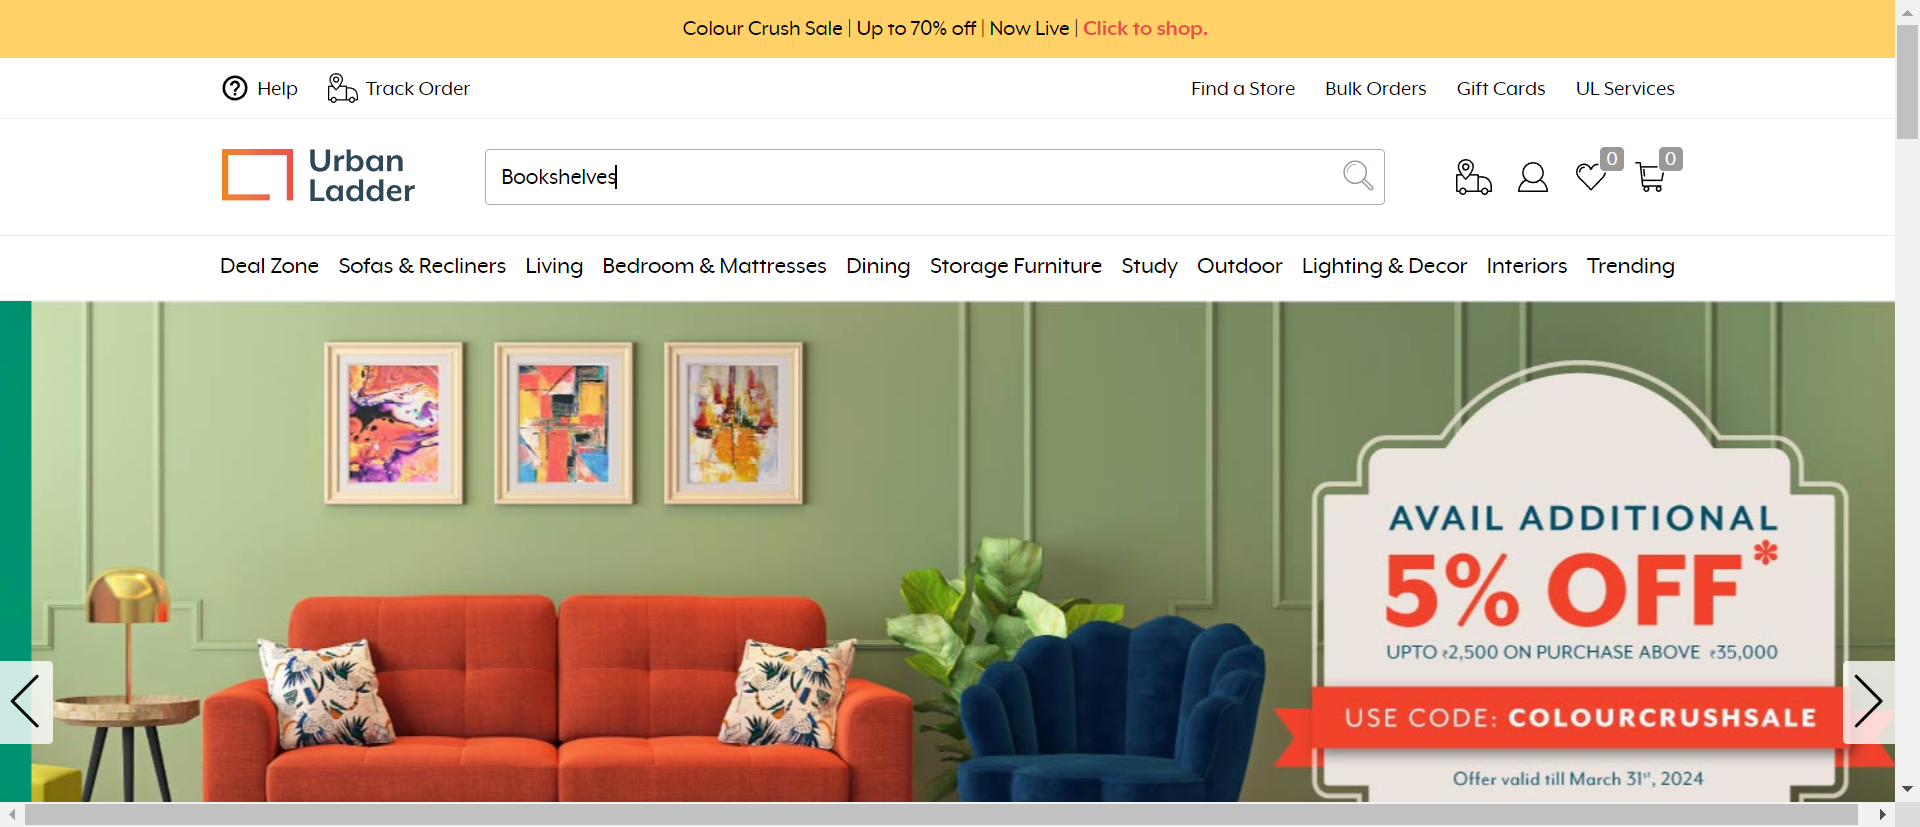 Colour Crush Sale | Up to 70% off | Now Live | Click to shop.
Help Track Order Find a Store Bulk Orders Gift Cards UL Services
Urban
Ladder
Bookshelves
0 0
Deal Zone Sofas & Recliners Living Bedroom & Mattresses Dining Storage Furniture Study Outdoor Lighting & Decor Interiors Trending
AVAIL ADDITIONAL
5% OFF*
UPTO ₹2,500 ON PURCHASE ABOVE ₹35,000
USE CODE: COLOURCRUSHSALE
Offer valid till March 31st, 2024